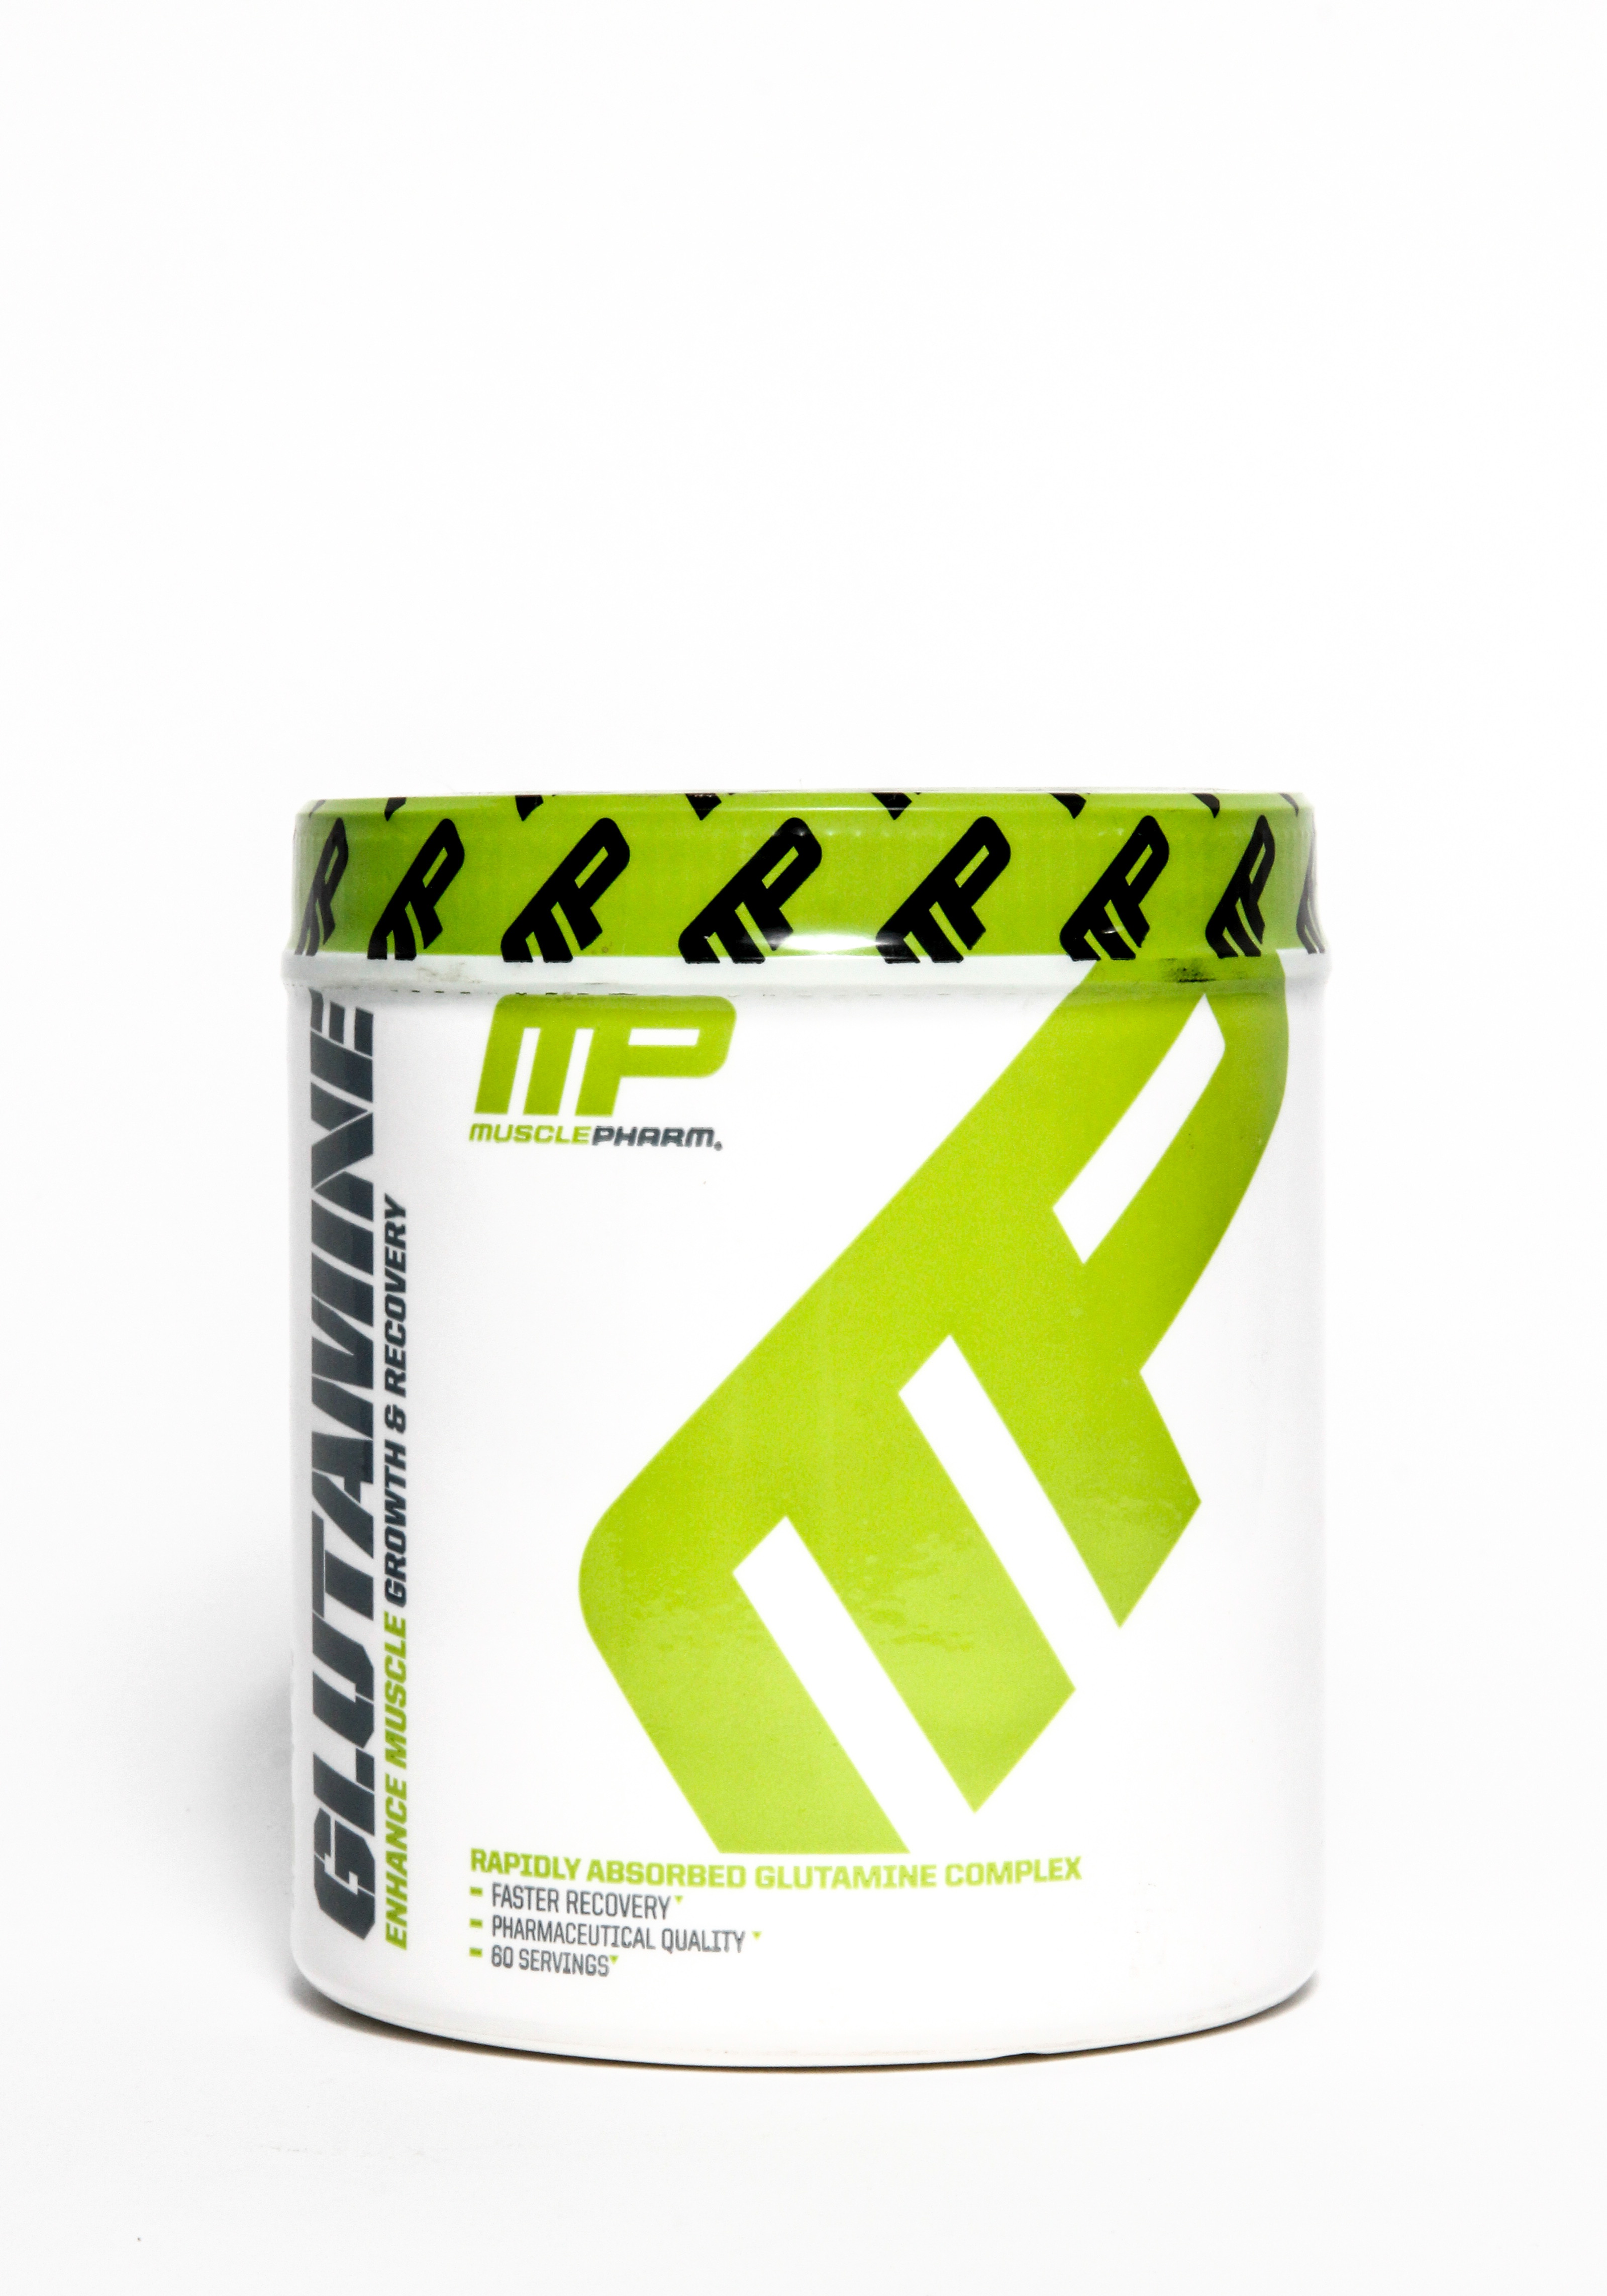 MP
MUSCLEPHARM®
GLUTAMINE
ENHANCE MUSCLE GROWTH & RECOVERY
RAPIDLY ABSORBED GLUTAMINE COMPLEX
- FASTER RECOVERY
- PHARMACEUTICAL QUALITY
- 60 SERVINGS